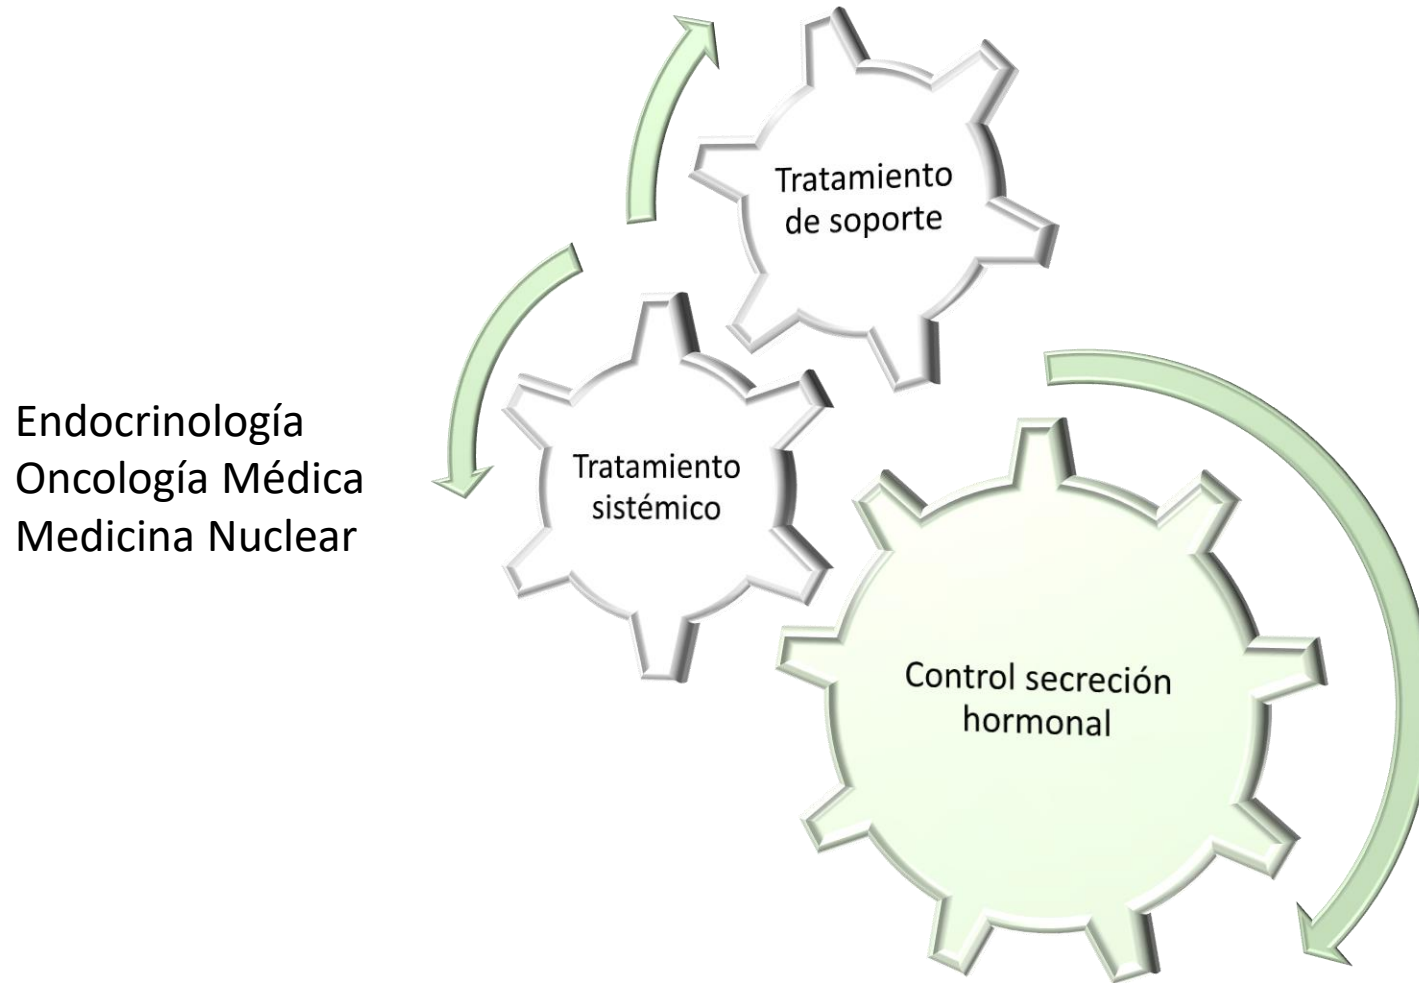 Tratamiento
de soporte
Endocrinología
Oncología Médica
Medicina Nuclear
Tratamiento
sistémico
Control secreción
hormonal